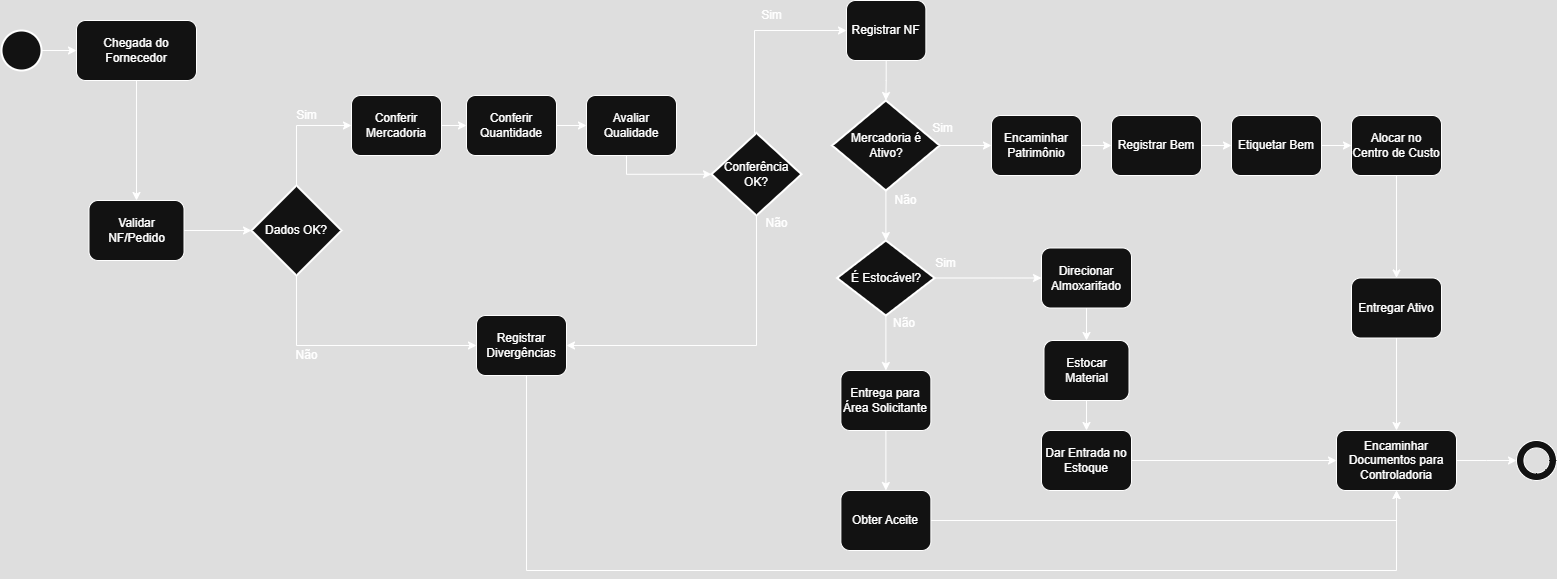 Chegada do
Fornecedor
Validar
NF/Pedido
Dados OK?
Sim
Não
Conferir
Mercadoria
Conferir
Quantidade
Avaliar
Qualidade
Registrar
Divergências
Conferência
OK?
Sim
Não
Registrar NF
Mercadoria é
Ativo?
Sim
Não
Encaminhar
Patrimônio
Registrar Bem
Etiquetar Bem
Alocar no
Centro de Custo
Entregar Ativo
É Estocável?
Sim
Não
Direcionar
Almoxarifado
Estocar
Material
Dar Entrada no
Estoque
Entrega para
Área Solicitante
Obter Aceite
Encaminhar
Documentos para
Controladoria